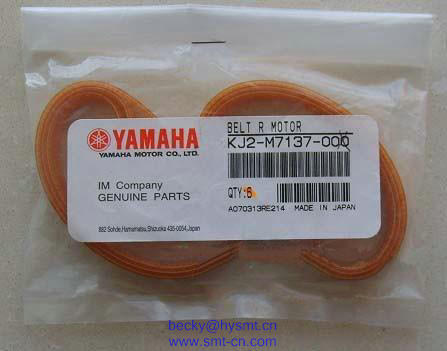 YAMAHA
YAMAHA MOTOR CO., LTD.
IM Company
GENUINE PARTS
882 Sohde,Hamamatsu,Shizuoka 435-0054,Japan
BELT R MOTOR
KJ2-M7137-000
QTY:6
A070313RE214 MADE IN JAPAN
becky@hysmt.cn
www.smt-cn.com